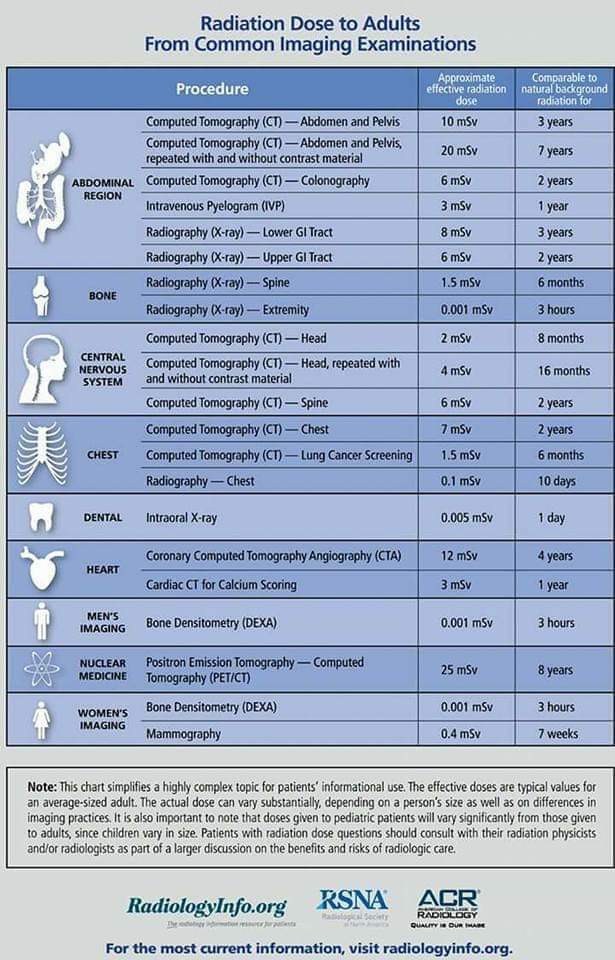 Radiation Dose to Adults
From Common Imaging Examinations
Procedure
Approximate
effective radiation
dose
Comparable to
natural background
radiation for
ABDOMINAL
REGION
Computed Tomography (CT) — Abdomen and Pelvis 10 mSv 3 years
Computed Tomography (CT) — Abdomen and Pelvis,
repeated with and without contrast material 20 mSv 7 years
Computed Tomography (CT) — Colonography 6 mSv 2 years
Intravenous Pyelogram (IVP) 3 mSv 1 year
Radiography (X-ray) — Lower GI Tract 8 mSv 3 years
Radiography (X-ray) — Upper GI Tract 6 mSv 2 years
BONE
Radiography (X-ray) — Spine 1.5 mSv 6 months
Radiography (X-ray) — Extremity 0.001 mSv 3 hours
CENTRAL
NERVOUS
SYSTEM
Computed Tomography (CT) — Head 2 mSv 8 months
Computed Tomography (CT) — Head, repeated with
and without contrast material 4 mSv 16 months
Computed Tomography (CT) — Spine 6 mSv 2 years
CHEST
Computed Tomography (CT) — Chest 7 mSv 2 years
Computed Tomography (CT) — Lung Cancer Screening 1.5 mSv 6 months
Radiography — Chest 0.1 mSv 10 days
DENTAL
Intraoral X-ray 0.005 mSv 1 day
HEART
Coronary Computed Tomography Angiography (CTA) 12 mSv 4 years
Cardiac CT for Calcium Scoring 3 mSv 1 year
MEN'S
IMAGING
Bone Densitometry (DEXA) 0.001 mSv 3 hours
NUCLEAR
MEDICINE
Positron Emission Tomography — Computed
Tomography (PET/CT) 25 mSv 8 years
WOMEN'S
IMAGING
Bone Densitometry (DEXA) 0.001 mSv 3 hours
Mammography 0.4 mSv 7 weeks
Note: This chart simplifies a highly complex topic for patients' informational use. The effective doses are typical values for
an average-sized adult. The actual dose can vary substantially, depending on a person's size as well as on differences in
imaging practices. It is also important to note that doses given to pediatric patients will vary significantly from those given
to adults, since children vary in size. Patients with radiation dose questions should consult with their radiation physicists
and/or radiologists as part of a larger discussion on the benefits and risks of radiologic care.
RadiologyInfo.org
The radiology information resource for patients
RSNA®
Radiological Society
of North America
ACR®
AMERICAN COLLEGE OF
RADIOLOGY
QUALITY IS OUR IMAGE
For the most current information, visit radiologyinfo.org.